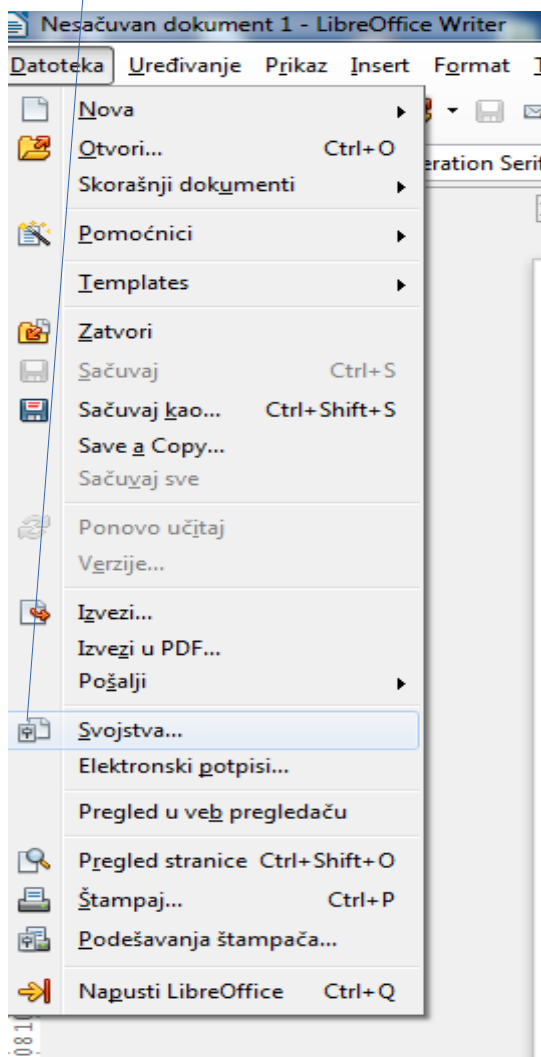 Nesačuvan dokument 1 - LibreOffice Writer
Datoteka Uređivanje Prikaz Insert Format
Nova
Otvori... Ctrl+O
eration Serif
Skorašnji dokumenti
Pomoćnici
Templates
Zatvori
Sačuvaj Ctrl+S
Sačuvaj kao... Ctrl+Shift+S
Save a Copy...
Sačuvaj sve
Ponovo učitaj
Verzije...
Izvezi...
Izvezi u PDF...
Pošalji
Svojstva...
Elektronski potpisi...
Pregled u veb pregledaču
Pregled stranice Ctrl+Shift+O
Štampaj... Ctrl+P
Podešavanja štampača...
Napusti LibreOffice Ctrl+Q